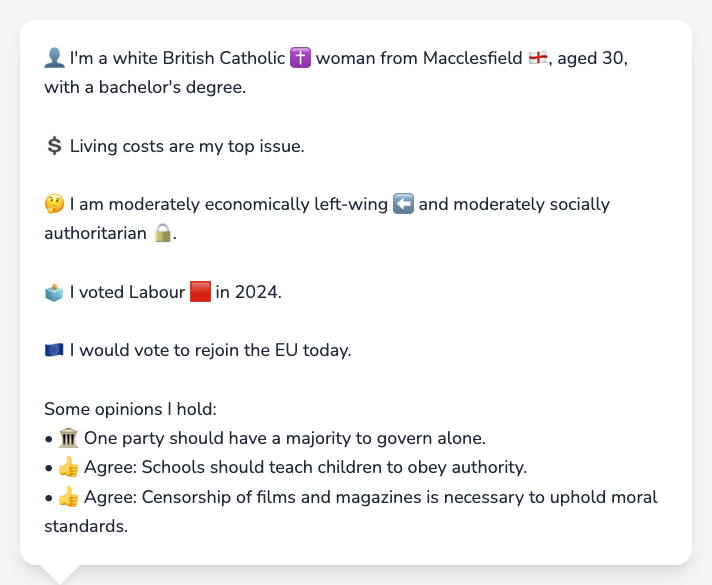 👤 I'm a white British Catholic ✝️ woman from Macclesfield 🏴󠁧󠁢󠁥󠁮󠁧󠁿, aged 30,
with a bachelor's degree.
💲 Living costs are my top issue.
🤔 I am moderately economically left-wing ⬅️ and moderately socially
authoritarian 🔒.
🗳️ I voted Labour 🟥 in 2024.
🇪🇺 I would vote to rejoin the EU today.
Some opinions I hold:
• 🏛️ One party should have a majority to govern alone.
• 👍 Agree: Schools should teach children to obey authority.
• 👍 Agree: Censorship of films and magazines is necessary to uphold moral
standards.